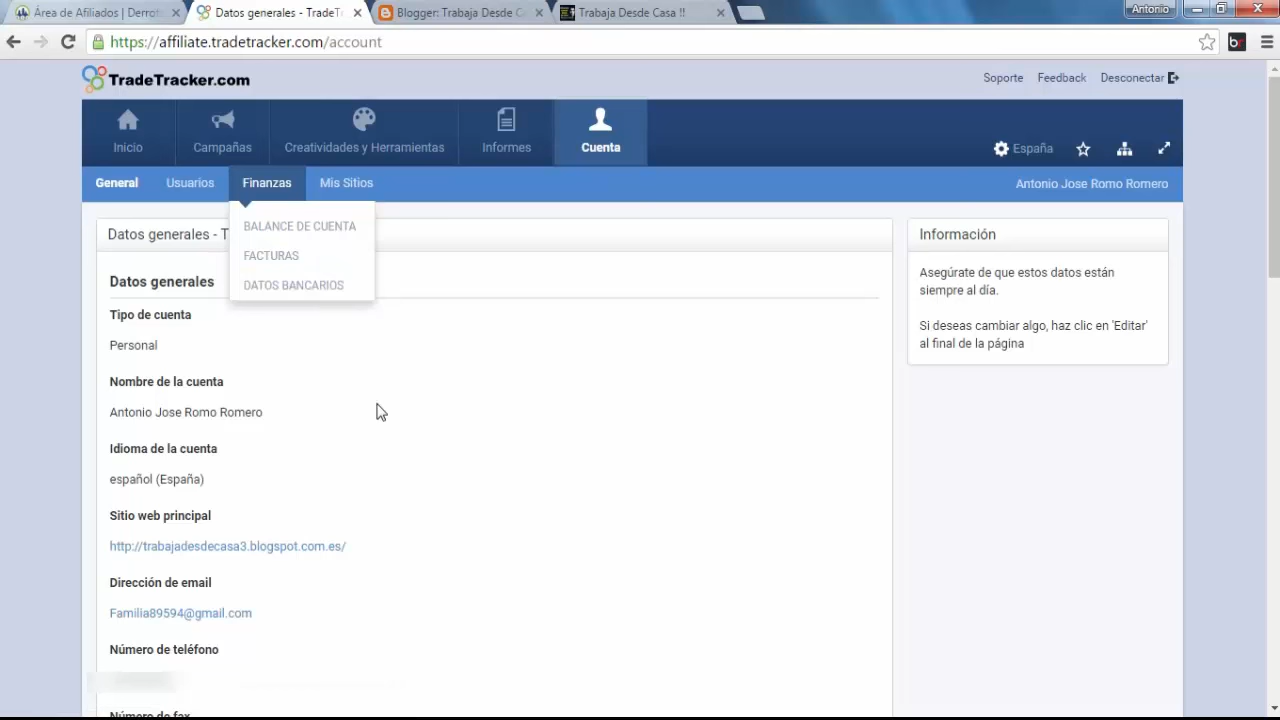 Área de Afiliados | Derrot
Datos generales - TradeT
Blogger: Trabaja Desde C
Trabaja Desde Casa !!
Antonio
https://affiliate.tradetracker.com/account
br
TradeTracker.com
Soporte
Feedback
Desconectar
Inicio
Campañas
Creatividades y Herramientas
Informes
Cuenta
España
General
Usuarios
Finanzas
Mis Sitios
Antonio Jose Romo Romero
BALANCE DE CUENTA
FACTURAS
DATOS BANCARIOS
Datos generales - T
Datos generales
Tipo de cuenta
Personal
Nombre de la cuenta
Antonio Jose Romo Romero
Idioma de la cuenta
español (España)
Sitio web principal
http://trabajadesdecasa3.blogspot.com.es/
Dirección de email
Familia89594@gmail.com
Número de teléfono
Número de fax
Información
Asegúrate de que estos datos están
siempre al día.
Si deseas cambiar algo, haz clic en 'Editar'
al final de la página